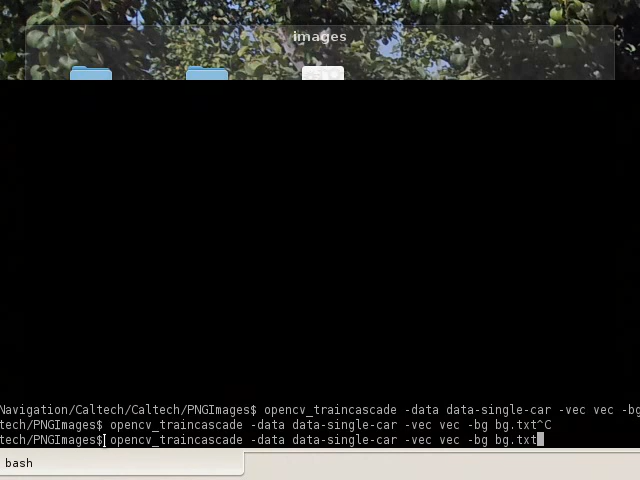 images
Navigation/Caltech/Caltech/PNGImages$ opencv_traincascade -data data-single-car -vec vec -bg
tech/PNGImages$ opencv_traincascade -data data-single-car -vec vec -bg bg.txt^C
tech/PNGImages$ opencv_traincascade -data data-single-car -vec vec -bg bg.txt
bash